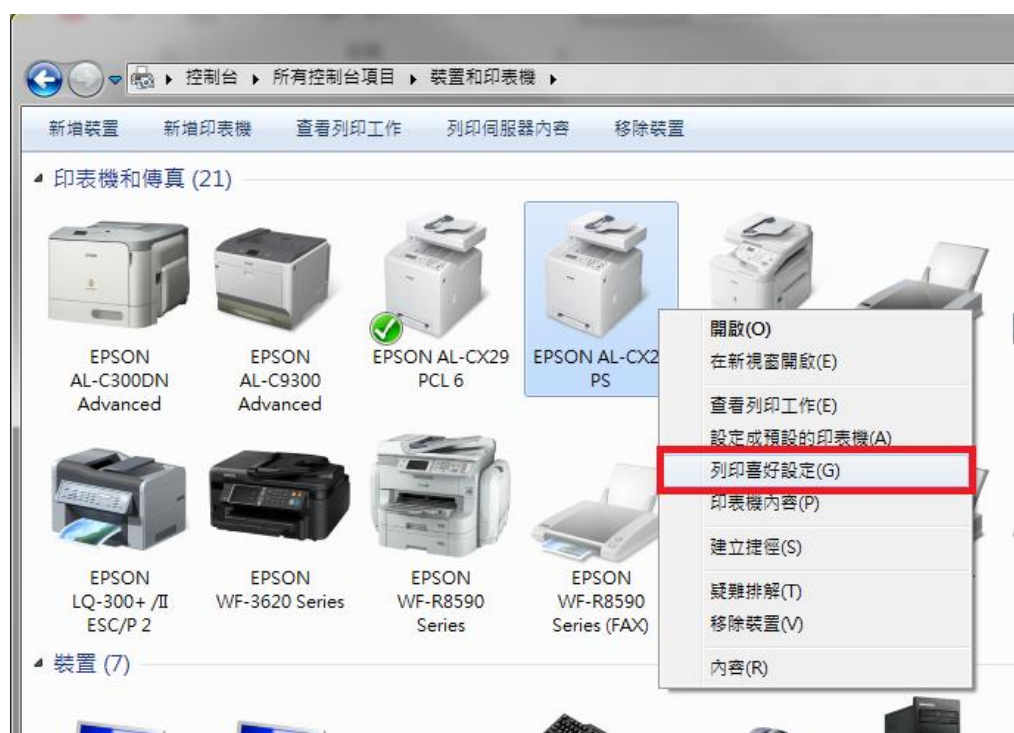 控制台 ▸ 所有控制台項目 ▸ 裝置和印表機 ▸
新增裝置 新增印表機 查看列印工作 列印伺服器內容 移除裝置
印表機和傳真 (21)
EPSON
AL-C300DN
Advanced
EPSON
AL-C9300
Advanced
EPSON AL-CX29
PCL 6
EPSON AL-CX2
PS
開啟(O)
在新視窗開啟(E)
查看列印工作(E)
設定成預設的印表機(A)
列印喜好設定(G)
印表機內容(P)
建立捷徑(S)
疑難排解(T)
移除裝置(V)
內容(R)
EPSON
LQ-300+ /II
ESC/P 2
EPSON
WF-3620 Series
EPSON
WF-R8590
Series
EPSON
WF-R8590
Series (FAX)
裝置 (7)